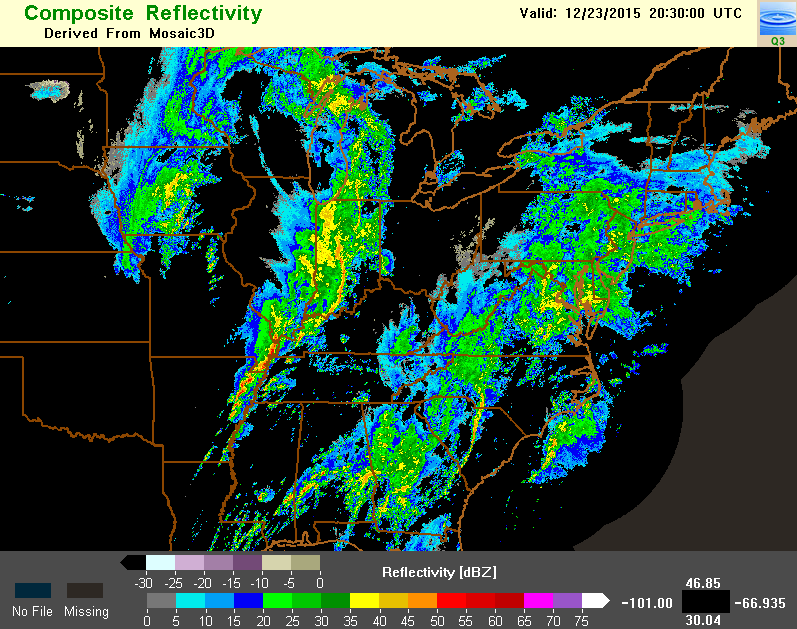 Composite Reflectivity
Valid: 12/23/2015 20:30:00 UTC
Derived From Mosaic3D
Q3
Reflectivity [dBZ]
-30 -25 -20 -15 -10 -5 0
46.85
-101.00 -66.935
30.04
No File Missing
0 5 10 15 20 25 30 35 40 45 50 55 60 65 70 75